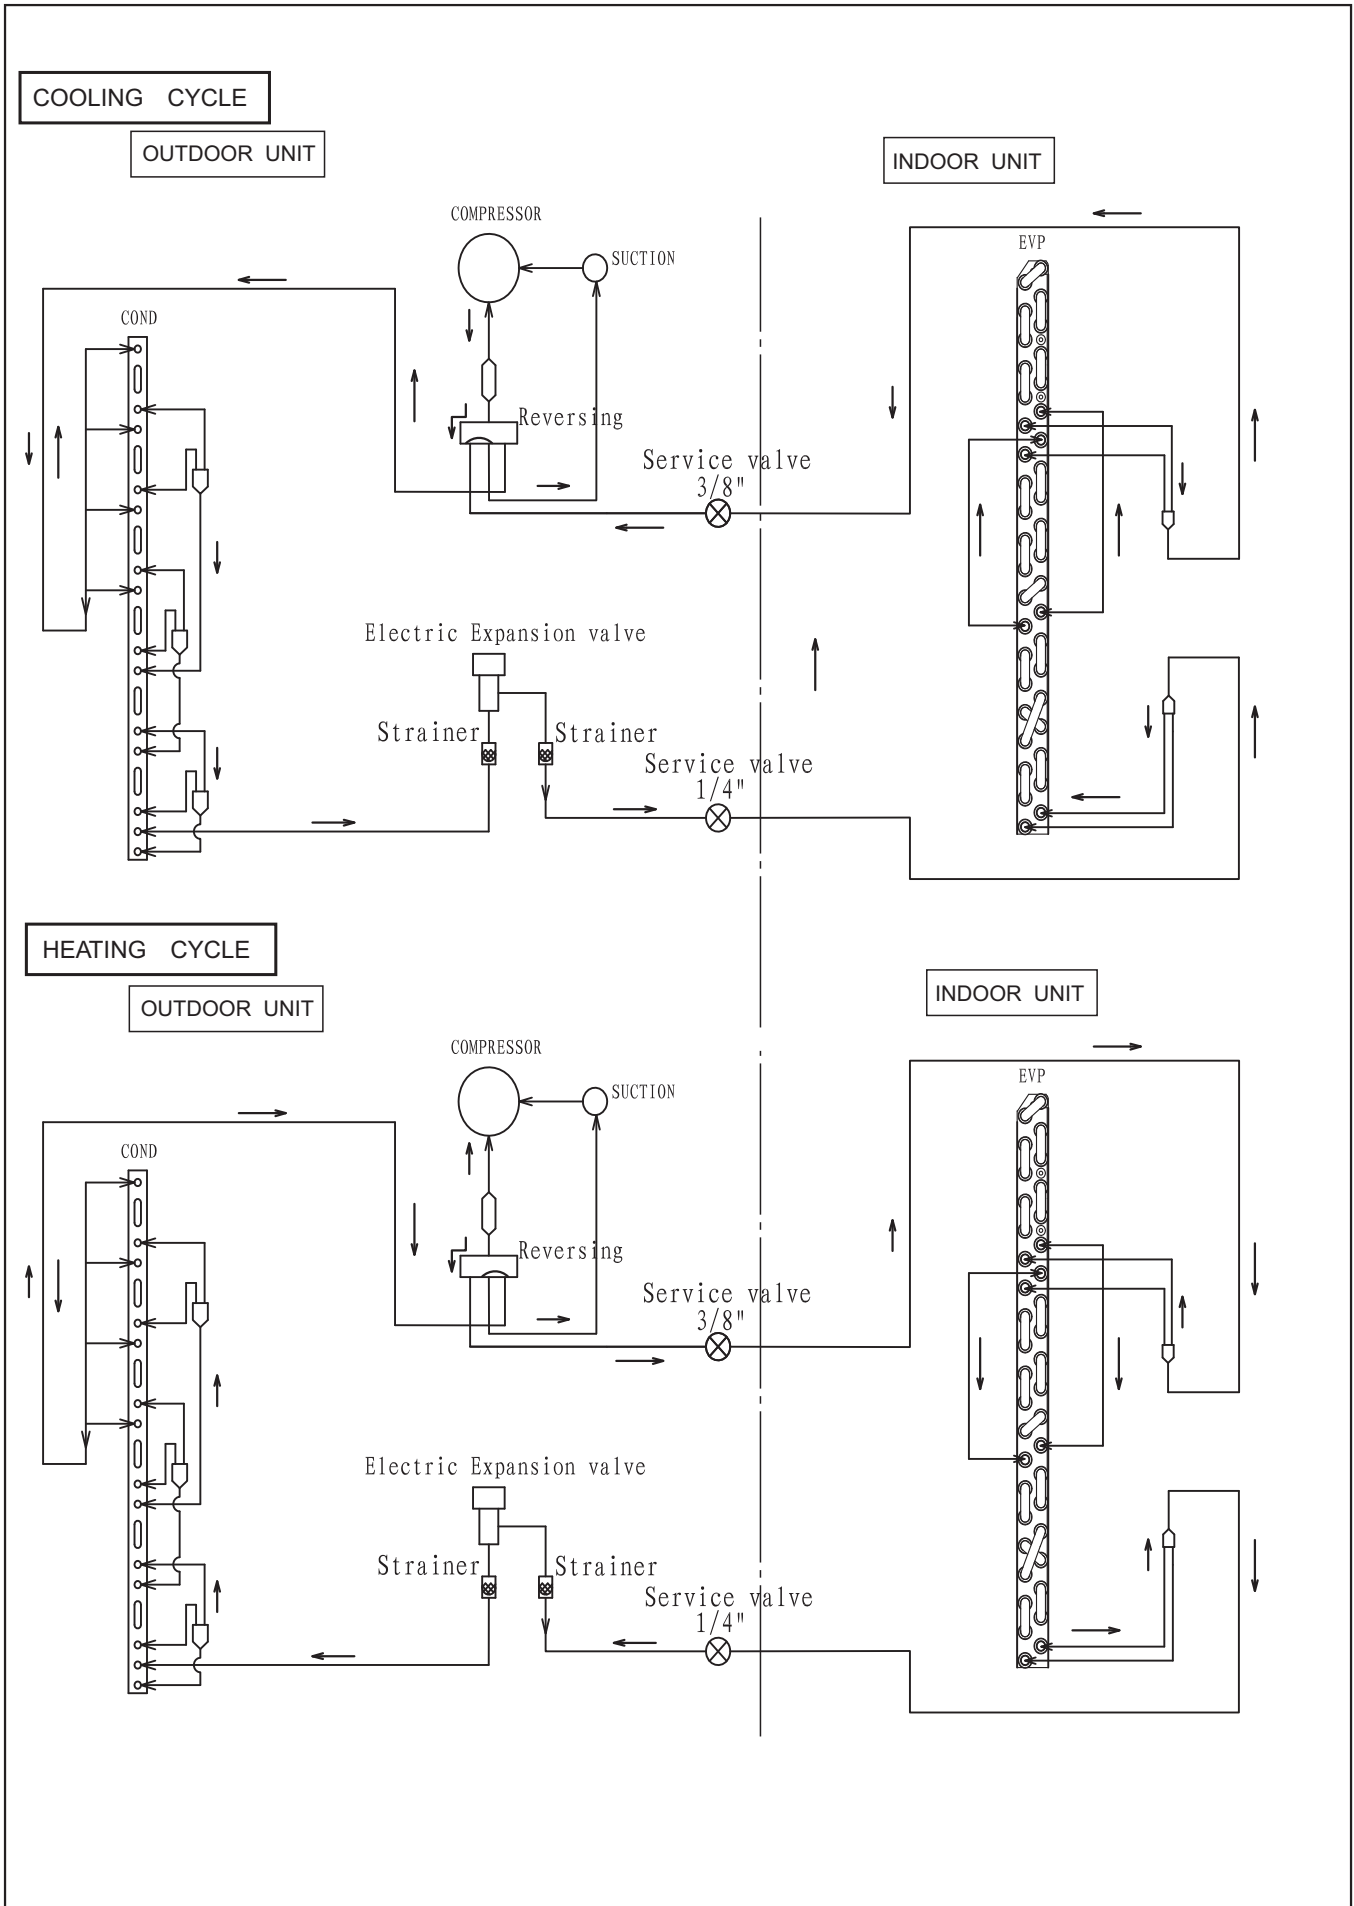 COOLING CYCLE
OUTDOOR UNIT
INDOOR UNIT
COMPRESSOR
SUCTION
EVP
COND
Reversing
Service valve
3/8"
Electric Expansion valve
Strainer
Strainer
Service valve
1/4"
HEATING CYCLE
OUTDOOR UNIT
INDOOR UNIT
COMPRESSOR
SUCTION
EVP
COND
Reversing
Service valve
3/8"
Electric Expansion valve
Strainer
Strainer
Service valve
1/4"